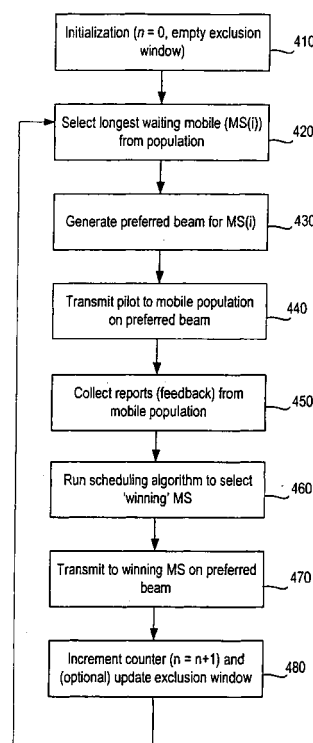 Initialization (n = 0, empty exclusion
window)
410
Select longest waiting mobile (MS(i))
from population
420
Generate preferred beam for MS(i)
430
Transmit pilot to mobile population
on preferred beam
440
Collect reports (feedback) from
mobile population
450
Run scheduling algorithm to select
'winning' MS
460
Transmit to winning MS on preferred
beam
470
Increment counter (n = n+1) and
(optional) update exclusion window
480